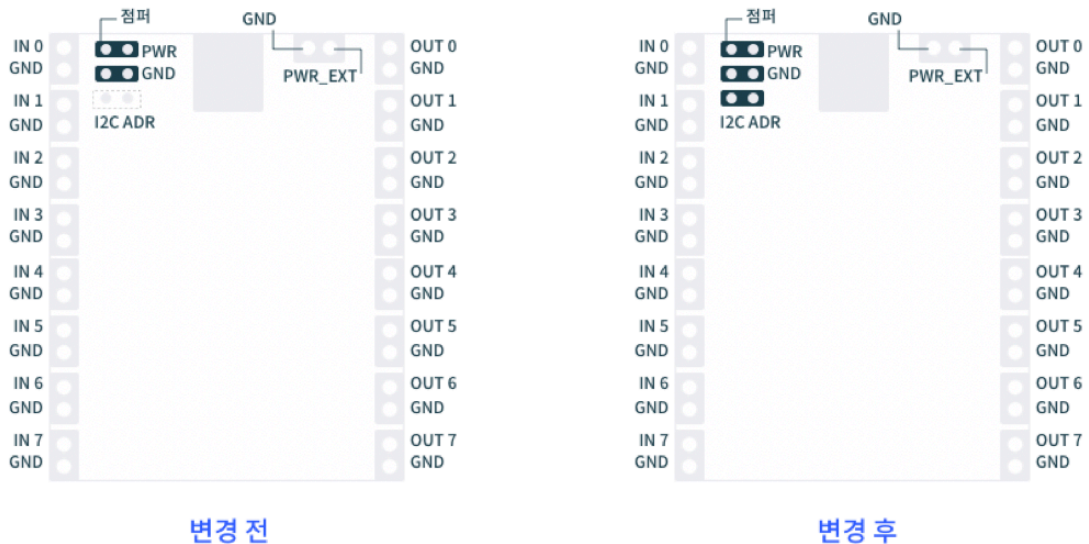 점퍼
GND
IN 0
PWR
OUT 0
GND
GND
PWR_EXT
GND
IN 1
OUT 1
GND
I2C ADR
GND
IN 2
OUT 2
GND
GND
IN 3
OUT 3
GND
GND
IN 4
OUT 4
GND
GND
IN 5
OUT 5
GND
GND
IN 6
OUT 6
GND
GND
IN 7
OUT 7
GND
GND
변경 전
점퍼
GND
IN 0
PWR
OUT 0
GND
GND
PWR_EXT
GND
IN 1
OUT 1
I2C ADR
GND
GND
IN 2
OUT 2
GND
GND
IN 3
OUT 3
GND
GND
IN 4
OUT 4
GND
GND
IN 5
OUT 5
GND
GND
IN 6
OUT 6
GND
GND
IN 7
OUT 7
GND
GND
변경 후